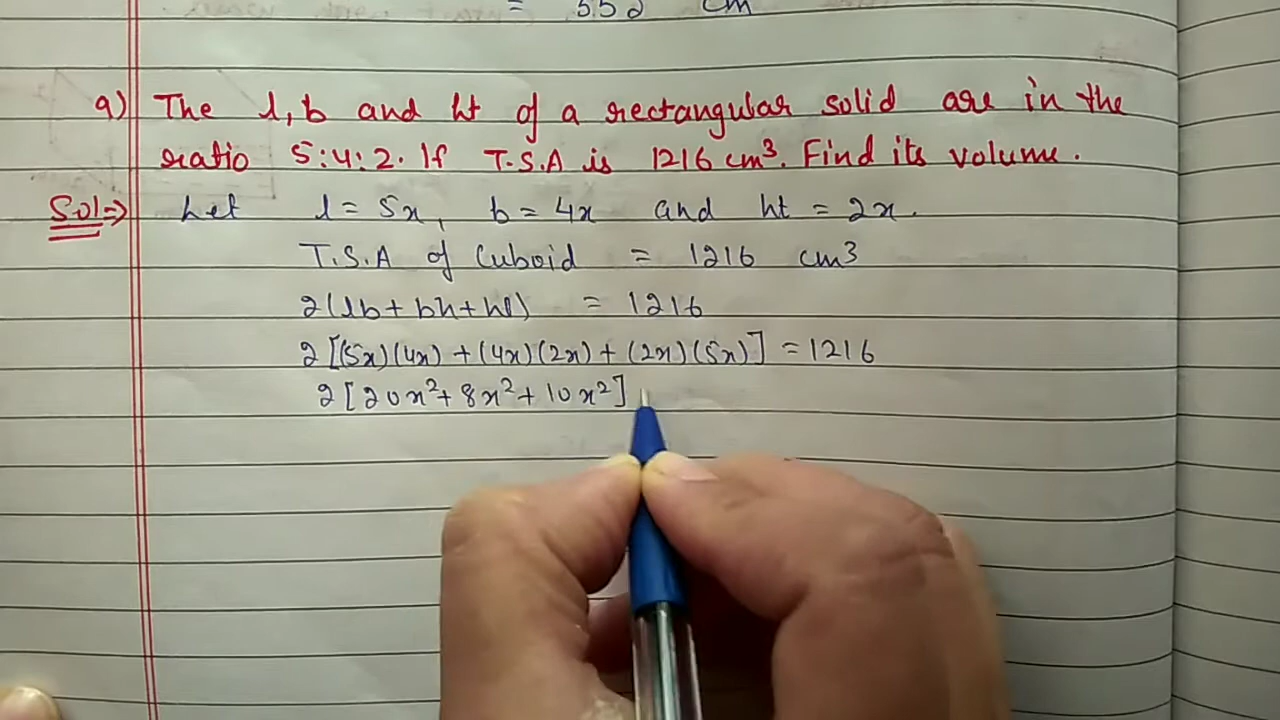 = 552 cm
9) The l, b and ht of a rectangular solid are in the
ratio 5:4:2. If T.S.A is 1216 cm³. Find its volume.
Sol⇒ Let l = 5x, b = 4x and ht = 2x.
T.S.A of Cuboid = 1216 cm³
2(lb + bh + hl) = 1216
2[(5x)(4x) + (4x)(2x) + (2x)(5x)] = 1216
2[20x² + 8x² + 10x²]